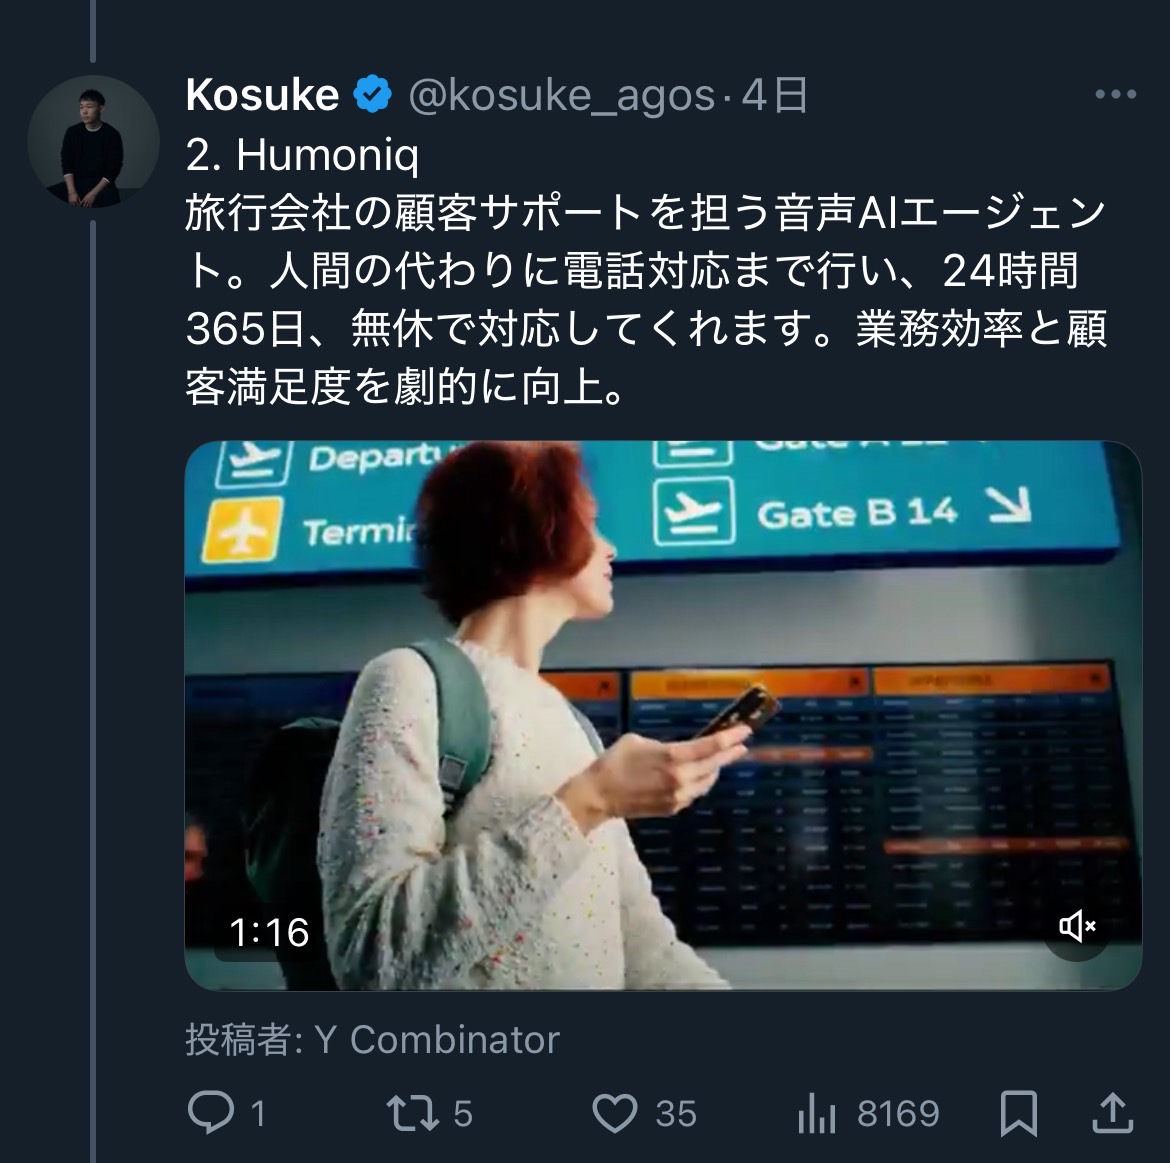 Kosuke @kosuke_agos · 4日
2. Humoniq
旅行会社の顧客サポートを担う音声AIエージェン
ト。人間の代わりに電話対応まで行い、24時間
365日、無休で対応してくれます。業務効率と顧
客満足度を劇的に向上。
Gate B 14
1:16
投稿者: Y Combinator
1 5 35 8169